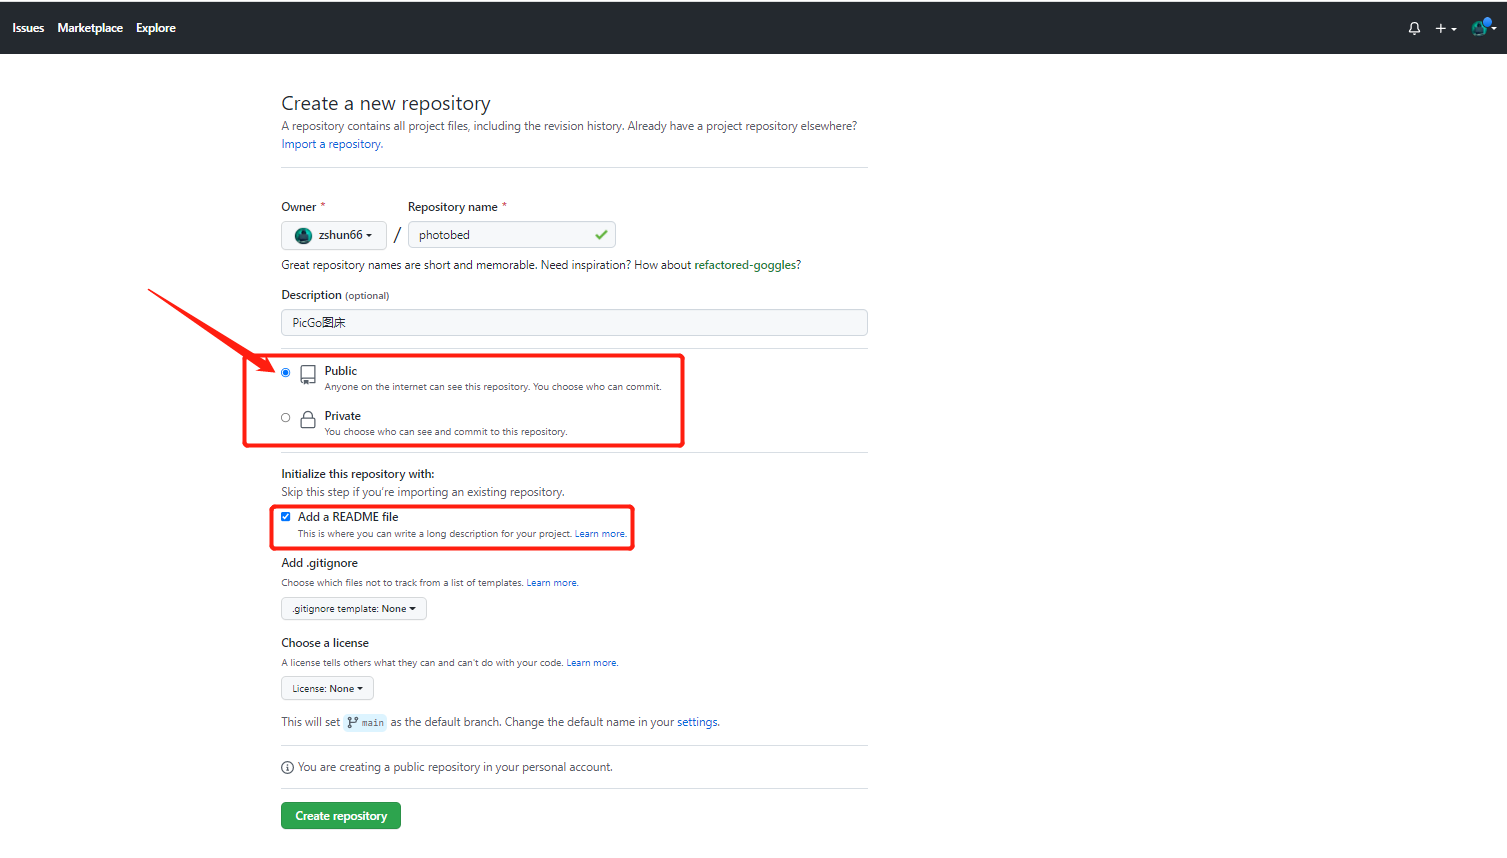 Issues Marketplace Explore
Create a new repository
A repository contains all project files, including the revision history. Already have a project repository elsewhere?
Import a repository.
Owner * Repository name *
zshun66 / photobed
Great repository names are short and memorable. Need inspiration? How about refactored-goggles?
Description (optional)
PicGo图床
Public
Anyone on the internet can see this repository. You choose who can commit.
Private
You choose who can see and commit to this repository.
Initialize this repository with:
Skip this step if you're importing an existing repository.
Add a README file
This is where you can write a long description for your project. Learn more.
Add .gitignore
Choose which files not to track from a list of templates. Learn more.
.gitignore template: None
Choose a license
A license tells others what they can and can't do with your code. Learn more.
License: None
This will set main as the default branch. Change the default name in your settings.
You are creating a public repository in your personal account.
Create repository